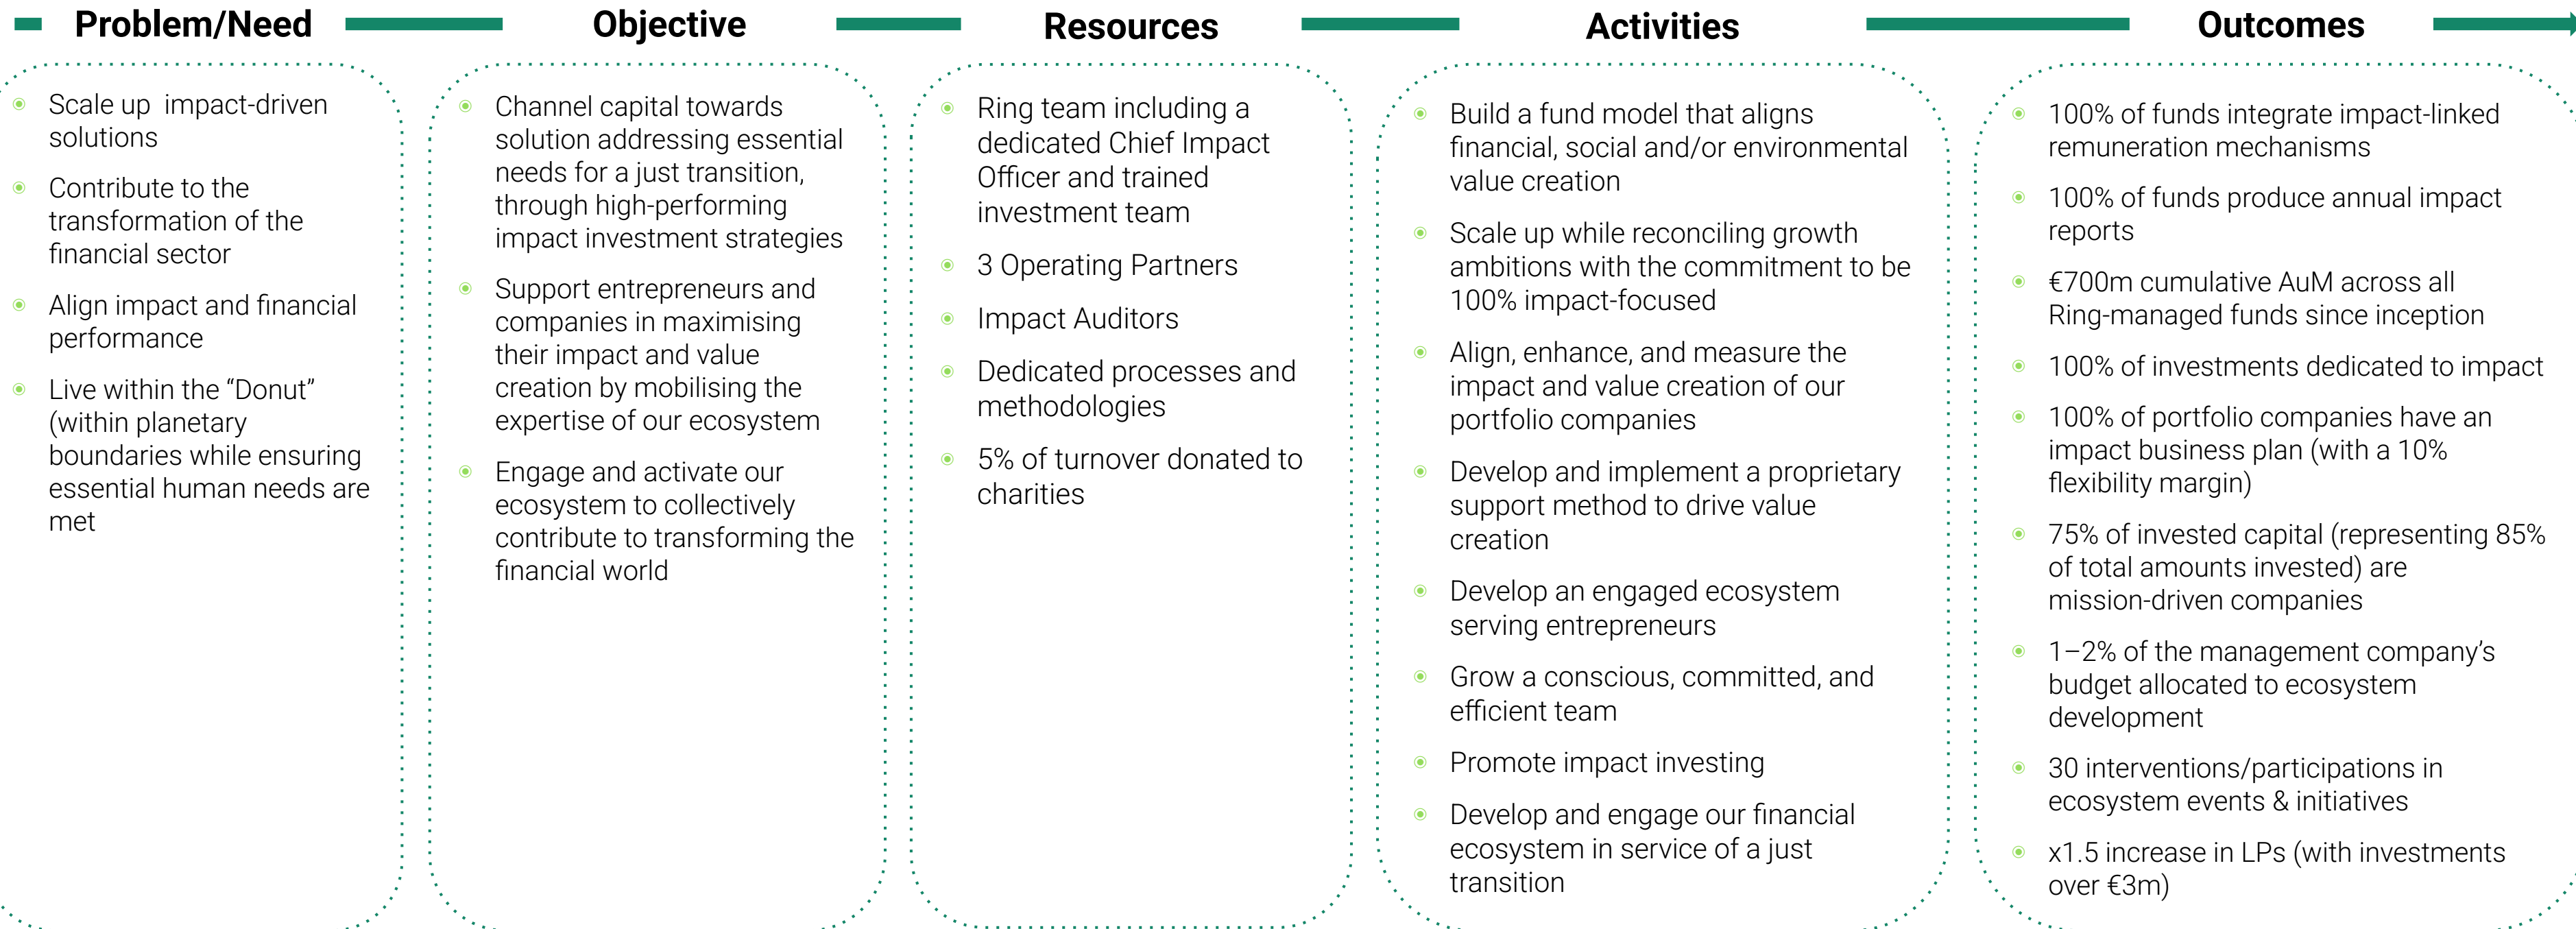 Problem/Need
Scale up  impact-driven
solutions
Contribute to the
transformation of the
financial sector
Align impact and financial
performance
Live within the “Donut”
(within planetary
boundaries while ensuring
essential human needs are
met
Objective
Channel capital towards
solution addressing essential
needs for a just transition,
through high-performing
impact investment strategies
Support entrepreneurs and
companies in maximising
their impact and value
creation by mobilising the
expertise of our ecosystem
Engage and activate our
ecosystem to collectively
contribute to transforming the
financial world
Resources
Ring team including a
dedicated Chief Impact
Officer and trained
investment team
3 Operating Partners
Impact Auditors
Dedicated processes and
methodologies
5% of turnover donated to
charities
Activities
Build a fund model that aligns
financial, social and/or environmental
value creation
Scale up while reconciling growth
ambitions with the commitment to be
100% impact-focused
Align, enhance, and measure the
impact and value creation of our
portfolio companies
Develop and implement a proprietary
support method to drive value
creation
Develop an engaged ecosystem
serving entrepreneurs
Grow a conscious, committed, and
efficient team
Promote impact investing
Develop and engage our financial
ecosystem in service of a just
transition
Outcomes
100% of funds integrate impact-linked
remuneration mechanisms
100% of funds produce annual impact
reports
€700m cumulative AuM across all
Ring-managed funds since inception
100% of investments dedicated to impact
100% of portfolio companies have an
impact business plan (with a 10%
flexibility margin)
75% of invested capital (representing 85%
of total amounts invested) are
mission-driven companies
1–2% of the management company’s
budget allocated to ecosystem
development
30 interventions/participations in
ecosystem events & initiatives
x1.5 increase in LPs (with investments
over €3m)